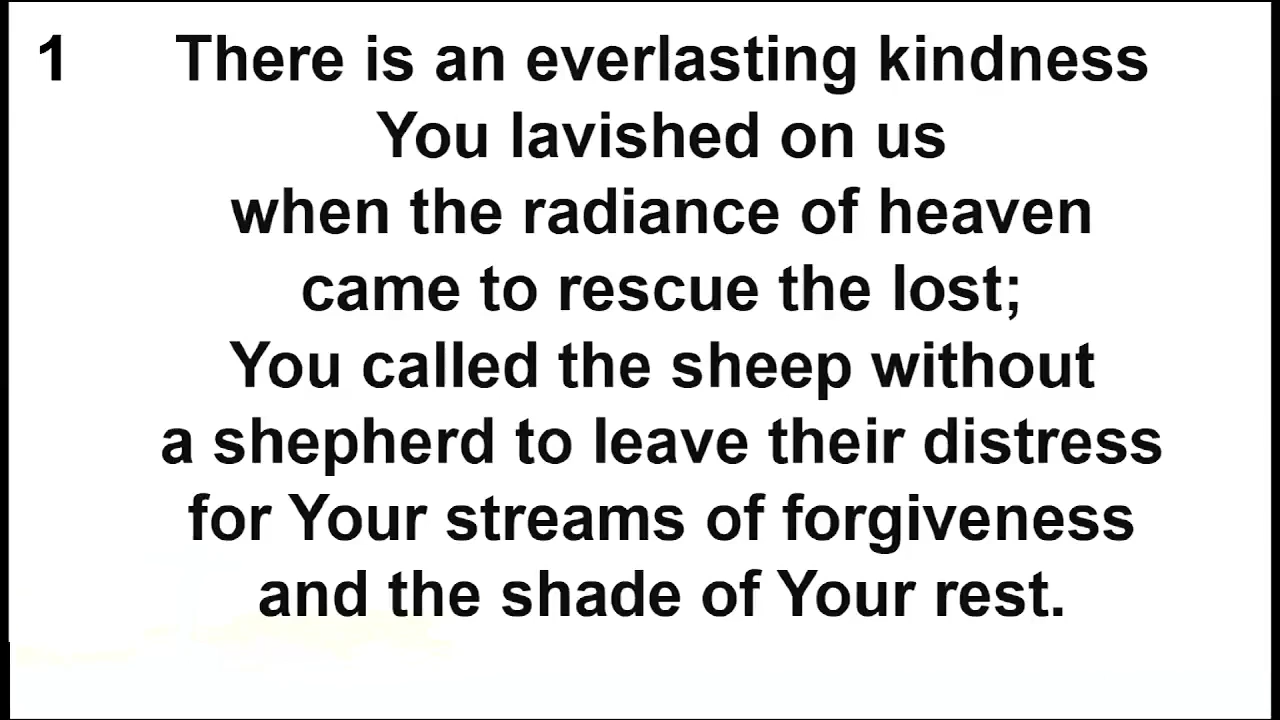 1 There is an everlasting kindness
You lavished on us
when the radiance of heaven
came to rescue the lost;
You called the sheep without
a shepherd to leave their distress
for Your streams of forgiveness
and the shade of Your rest.